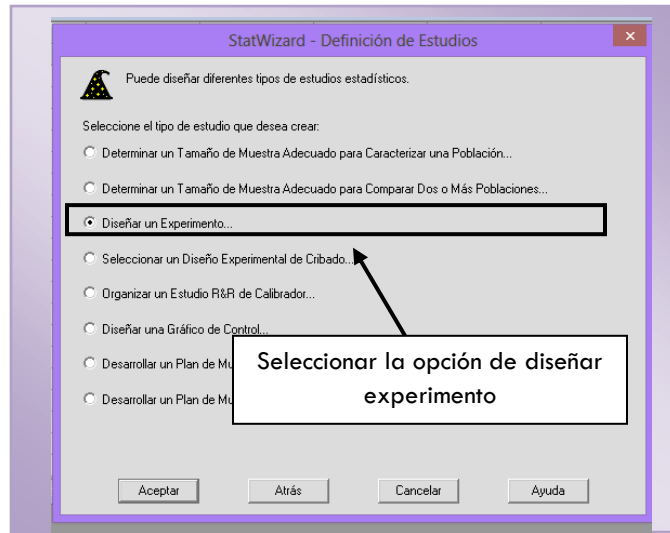 StatWizard - Definición de Estudios
Puede diseñar diferentes tipos de estudios estadísticos.
Seleccione el tipo de estudio que desea crear:
Determinar un Tamaño de Muestra Adecuado para Caracterizar una Población...
Determinar un Tamaño de Muestra Adecuado para Comparar Dos o Más Poblaciones...
Diseñar un Experimento...
Seleccionar un Diseño Experimental de Cribado...
Organizar un Estudio R&R de Calibrador...
Diseñar una Gráfico de Control...
Desarrollar un Plan de
Desarrollar un Plan de
Seleccionar la opción de diseñar
experimento
Aceptar Atrás Cancelar Ayuda